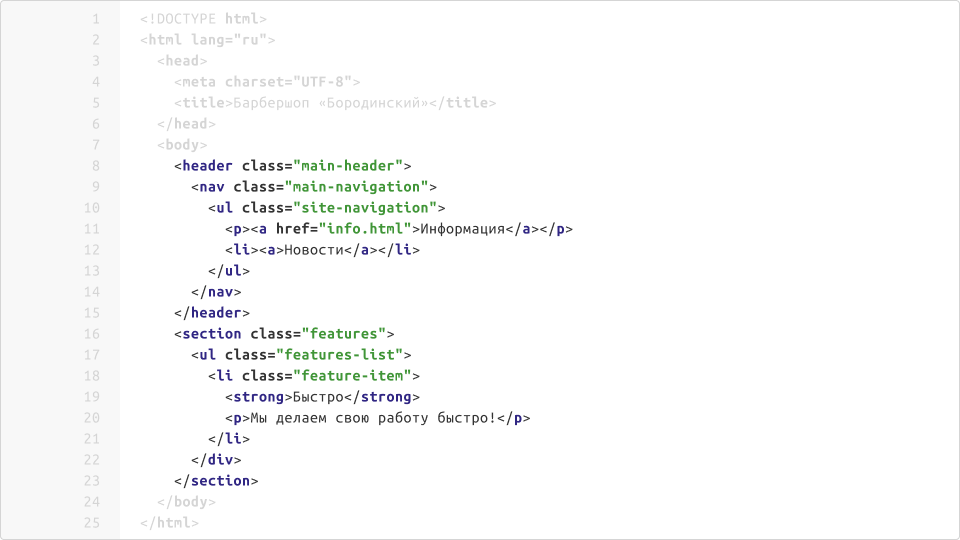 1 <!DOCTYPE html>
2 <html lang="ru">
3 <head>
4 <meta charset="UTF-8">
5 <title>Барбершоп «Бородинский»</title>
6 </head>
7 <body>
8 <header class="main-header">
9 <nav class="main-navigation">
10 <ul class="site-navigation">
11 <p><a href="info.html">Информация</a></p>
12 <li><a>Новости</a></li>
13 </ul>
14 </nav>
15 </header>
16 <section class="features">
17 <ul class="features-list">
18 <li class="feature-item">
19 <strong>Быстро</strong>
20 <p>Мы делаем свою работу быстро!</p>
21 </li>
22 </div>
23 </section>
24 </body>
25 </html>